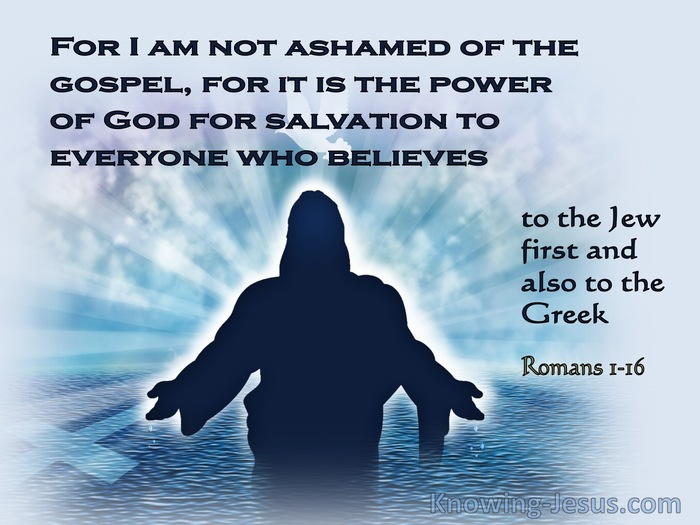 For I am not ashamed of the
gospel, for it is the power
of God for salvation to
everyone who believes
to the Jew
first and
also to the
Greek
Romans 1-16
Knowing-Jesus.com